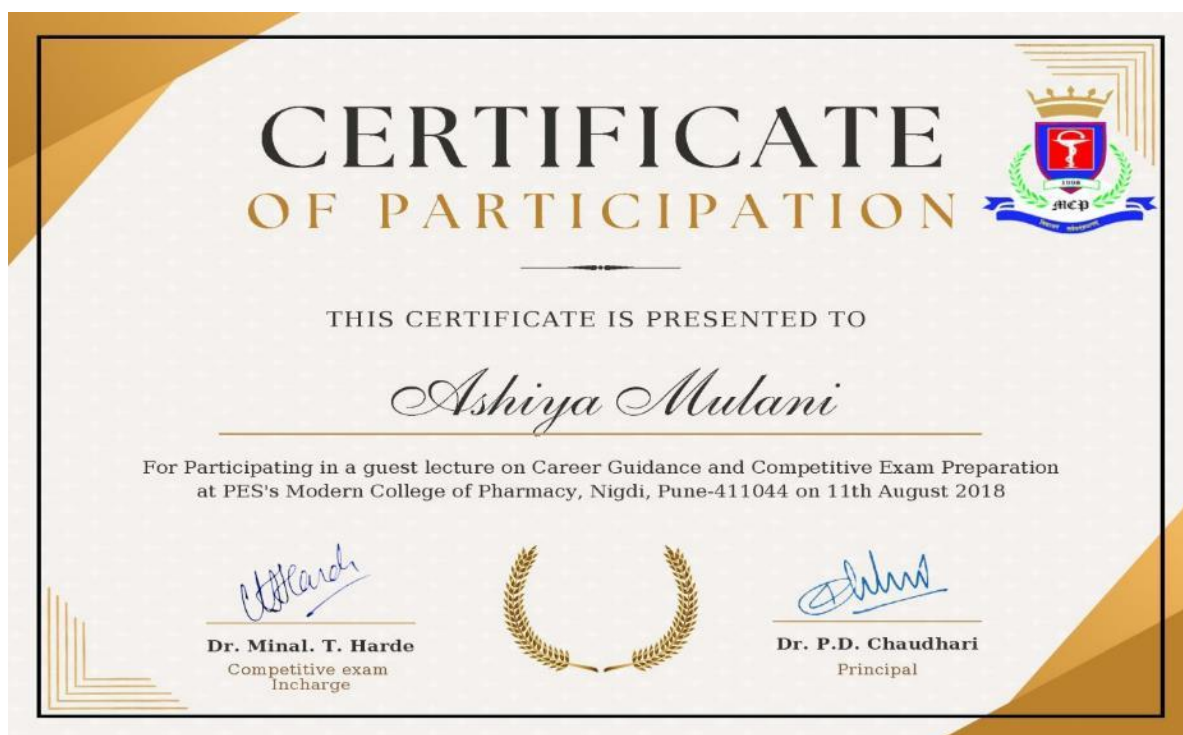 CERTIFICATE
OF PARTICIPATION
1998
MCP
THIS CERTIFICATE IS PRESENTED TO
Ashiya Mulani
For Participating in a guest lecture on Career Guidance and Competitive Exam Preparation
at PES's Modern College of Pharmacy, Nigdi, Pune-411044 on 11th August 2018
Dr. Minal. T. Harde
Competitive exam
Incharge
Dr. P.D. Chaudhari
Principal